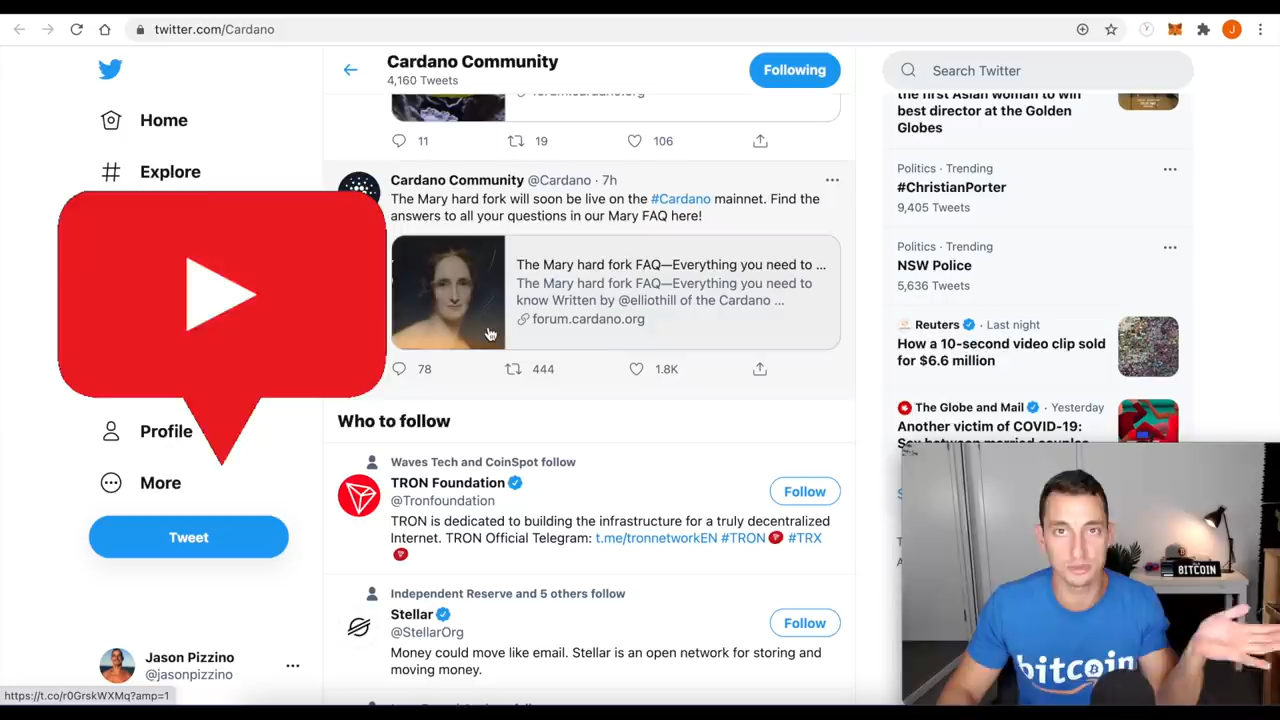 twitter.com/Cardano
Cardano Community
4,160 Tweets
Following
Search Twitter
Home
Explore
Profile
More
Tweet
Jason Pizzino
@jasonpizzino
https://t.co/r0GrskWXMq?amp=1
forum.cardano.org
11
19
106
Cardano Community @Cardano · 7h
The Mary hard fork will soon be live on the #Cardano mainnet. Find the
answers to all your questions in our Mary FAQ here!
The Mary hard fork FAQ—Everything you need to ...
The Mary hard fork FAQ—Everything you need to
know Written by @elliothill of the Cardano ...
forum.cardano.org
78
444
1.8K
Who to follow
Waves Tech and CoinSpot follow
TRON Foundation
@Tronfoundation
Follow
TRON is dedicated to building the infrastructure for a truly decentralized
Internet. TRON Official Telegram: t.me/tronnetworkEN #TRON #TRX
Independent Reserve and 5 others follow
Stellar
@StellarOrg
Follow
Money could move like email. Stellar is an open network for storing and
moving money.
the first Asian woman to win
best director at the Golden
Globes
Politics · Trending
#ChristianPorter
9,405 Tweets
Politics · Trending
NSW Police
5,636 Tweets
Reuters · Last night
How a 10-second video clip sold
for $6.6 million
The Globe and Mail · Yesterday
Another victim of COVID-19:
Sex between married couples
BITCOIN
bitcoin
J